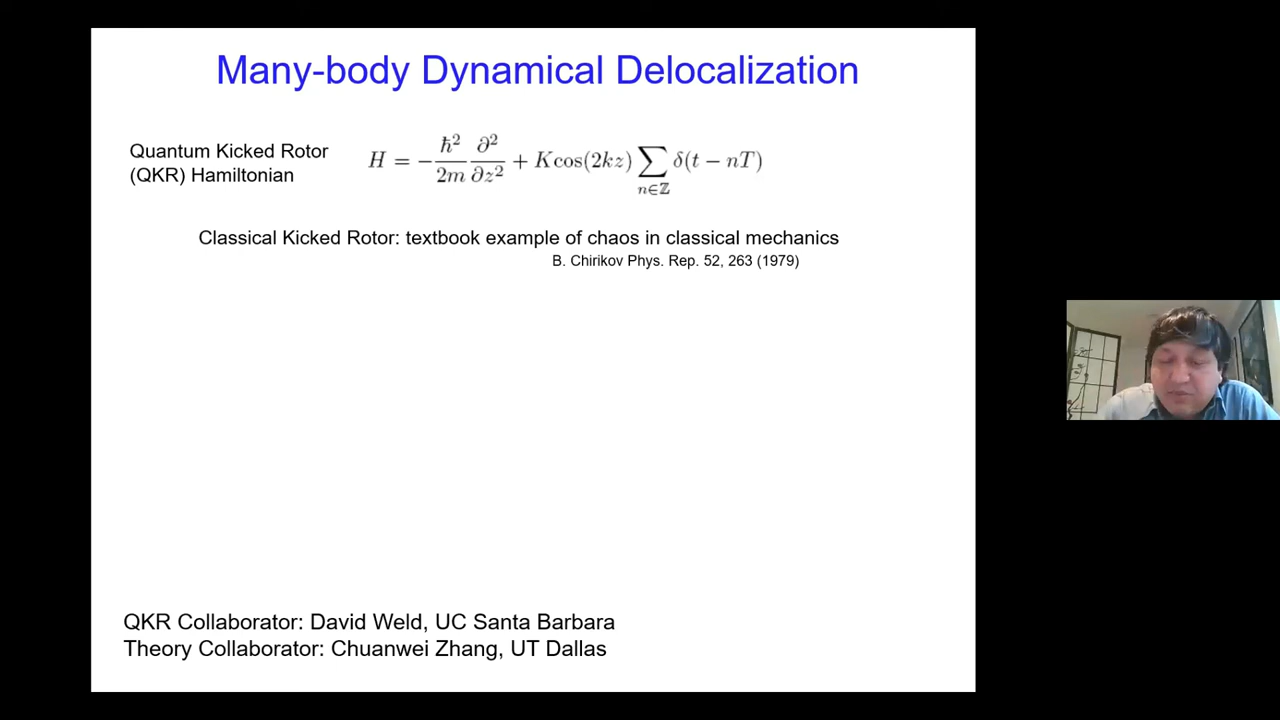 Many-body Dynamical Delocalization
Quantum Kicked Rotor
(QKR) Hamiltonian
H = −ħ²/2m ∂²/∂z² + K cos(2kz) ∑_{n∈ℤ} δ(t − nT)
Classical Kicked Rotor: textbook example of chaos in classical mechanics
B. Chirikov Phys. Rep. 52, 263 (1979)
QKR Collaborator: David Weld, UC Santa Barbara
Theory Collaborator: Chuanwei Zhang, UT Dallas